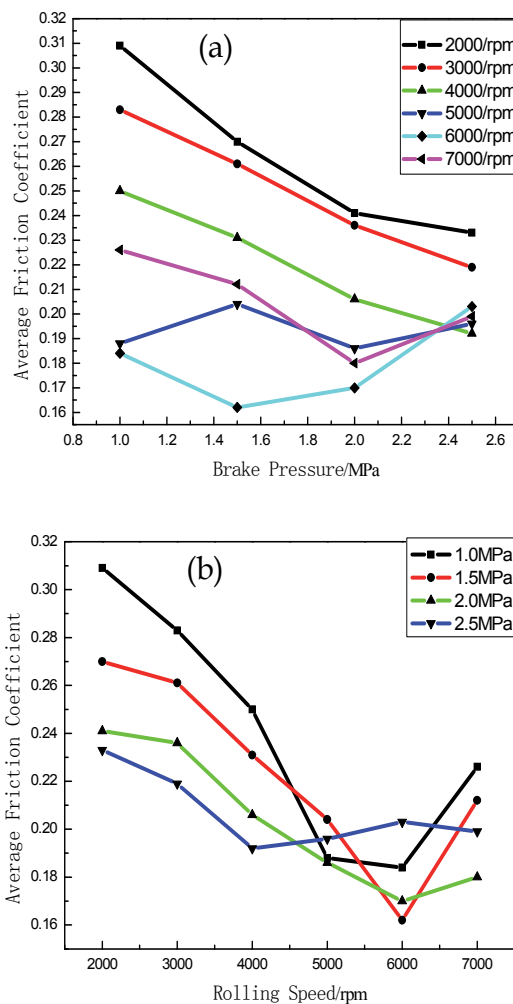 (a)
2000/rpm
3000/rpm
4000/rpm
5000/rpm
6000/rpm
7000/rpm
0.32
0.31
0.30
0.29
0.28
0.27
0.26
0.25
0.24
0.23
0.22
0.21
0.20
0.19
0.18
0.17
0.16
Average Friction Coefficient
0.8 1.0 1.2 1.4 1.6 1.8 2.0 2.2 2.4 2.6
Brake Pressure/MPa
(b)
1.0MPa
1.5MPa
2.0MPa
2.5MPa
0.32
0.30
0.28
0.26
0.24
0.22
0.20
0.18
0.16
Average Friction Coefficient
2000 3000 4000 5000 6000 7000
Rolling Speed/rpm